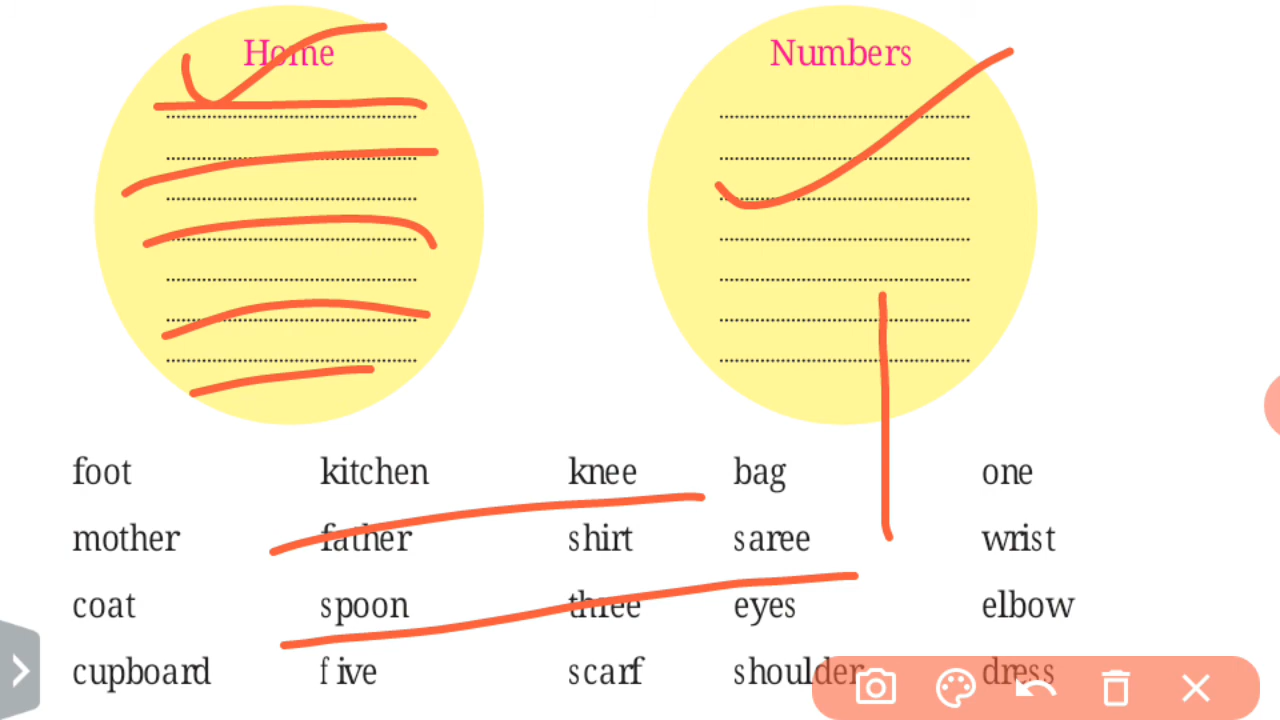 Home Numbers
foot kitchen knee bag one
mother father shirt saree wrist
coat spoon three eyes elbow
cupboard five scarf shoulder dress